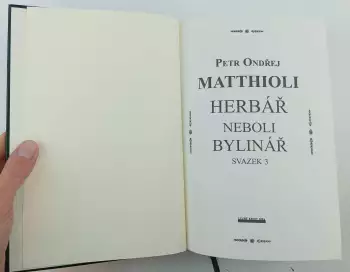 PETR ONDŘEJ
MATTHIOLI
HERBÁŘ
NEBOLI
BYLINÁŘ
SVAZEK 3